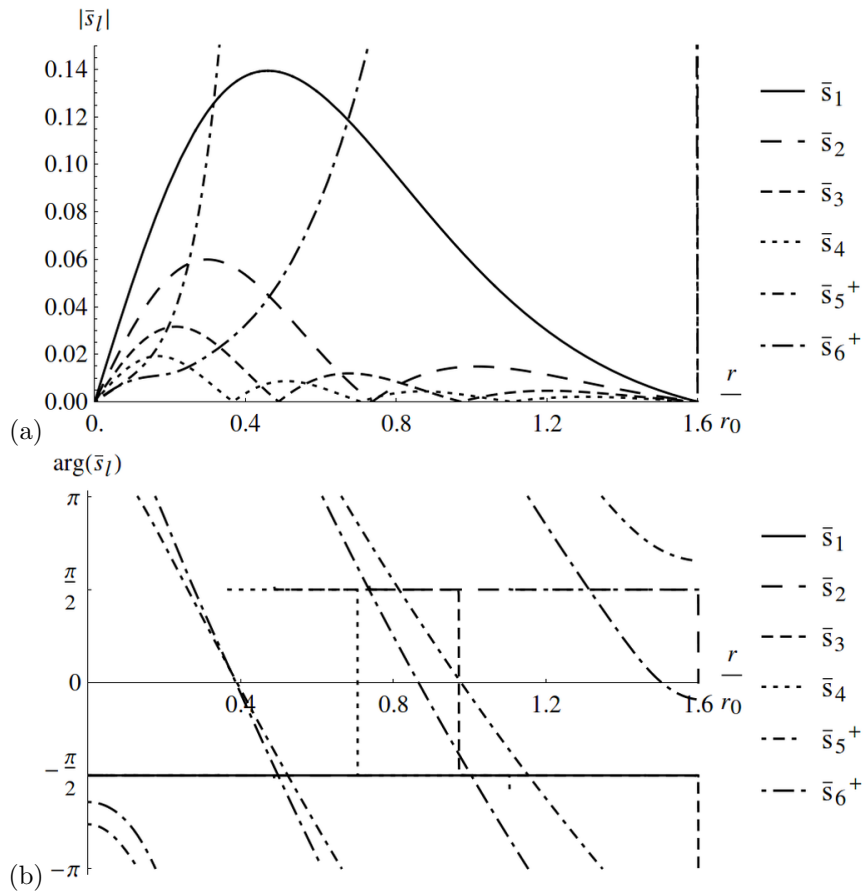 |s̄_l|
0.14
0.12
0.10
0.08
0.06
0.04
0.02
0.00
0. 0.4 0.8 1.2 1.6 r/r₀
s̄₁
s̄₂
s̄₃
s̄₄
s̄₅⁺
s̄₆⁺
(a)
arg(s̄_l)
π
π/2
0
-π/2
-π
0.4 0.8 1.2 1.6 r/r₀
s̄₁
s̄₂
s̄₃
s̄₄
s̄₅⁺
s̄₆⁺
(b)